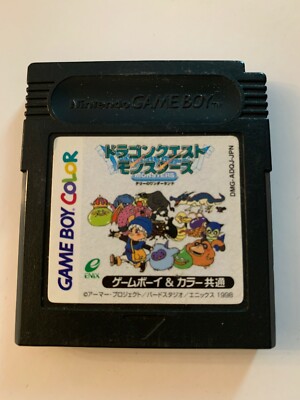 Nintendo GAME BOY
ドラゴンクエスト
モンスターズ
MONSTERS
テリーのワンダーランド
DMG-ADQJ-JPN
GAME BOY COLOR
ENIX
ゲームボーイ & カラー共通
©アーマー・プロジェクト/バードスタジオ/エニックス 1998